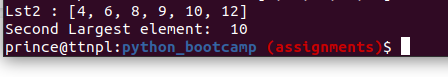 Lst2 : [4, 6, 8, 9, 10, 12]
Second Largest element:  10
prince@ttnpl:python_bootcamp (assignments)$